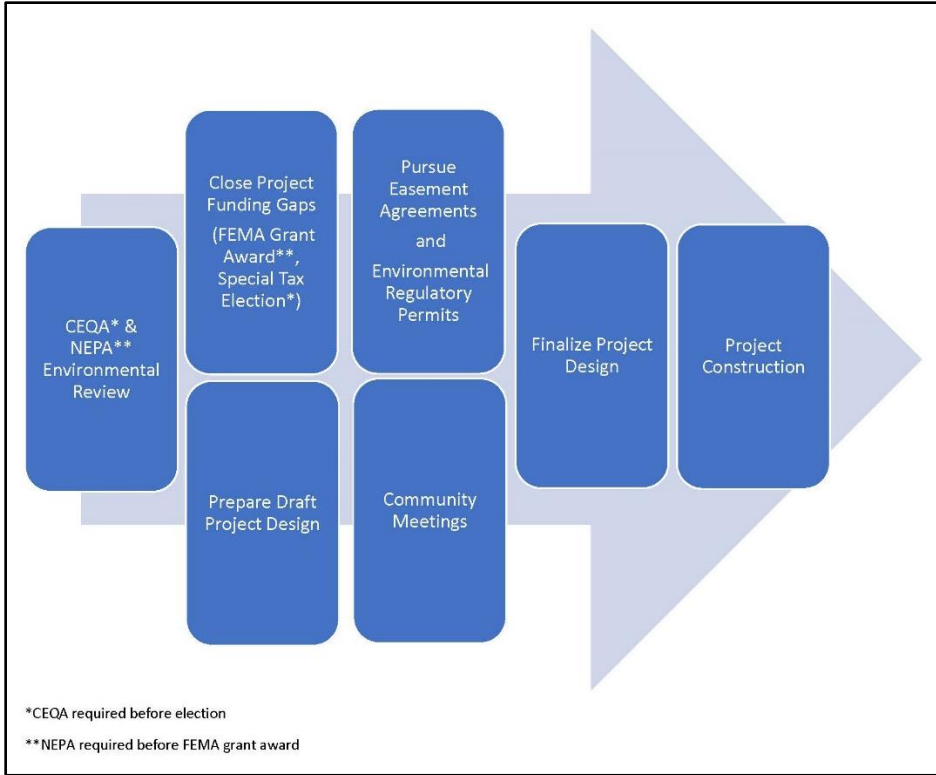 CEQA* &
NEPA**
Environmental
Review
Close Project
Funding Gaps
(FEMA Grant
Award**,
Special Tax
Election*)
Prepare Draft
Project Design
Pursue
Easement
Agreements
and
Environmental
Regulatory
Permits
Community
Meetings
Finalize Project
Design
Project
Construction
*CEQA required before election
**NEPA required before FEMA grant award